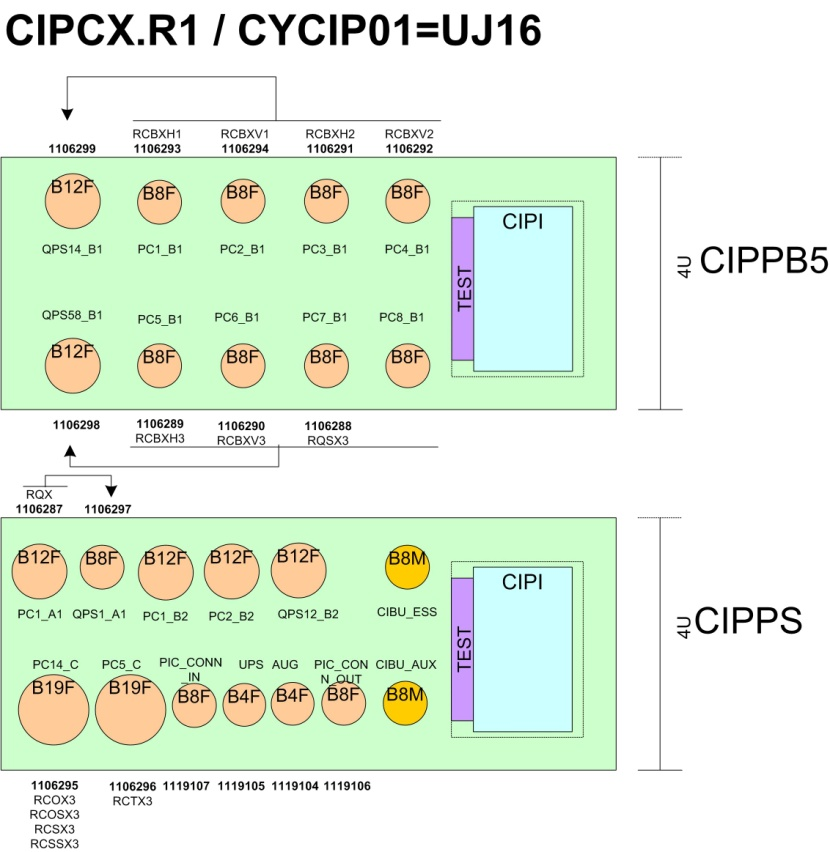 CIPCX.R1 / CYCIP01=UJ16
RCBXH1 RCBXV1 RCBXH2 RCBXV2
1106299 1106293 1106294 1106291 1106292
B12F B8F B8F B8F B8F
CIPI
QPS14_B1 PC1_B1 PC2_B1 PC3_B1 PC4_B1
TEST
4U
CIPPB5
QPS58_B1 PC5_B1 PC6_B1 PC7_B1 PC8_B1
B12F B8F B8F B8F B8F
1106298 1106289 1106290 1106288
RCBXH3 RCBXV3 RQSX3
RQX
1106287 1106297
B12F B8F B12F B12F B12F B8M
CIPI
PC1_A1 QPS1_A1 PC1_B2 PC2_B2 QPS12_B2 CIBU_ESS
TEST
4U
CIPPS
PC14_C PC5_C PIC_CONN UPS AUG PIC_CON CIBU_AUX
_IN N_OUT
B19F B19F B8F B4F B4F B8F B8M
1106295 1106296 1119107 1119105 1119104 1119106
RCOX3 RCTX3
RCOSX3
RCSX3
RCSSX3